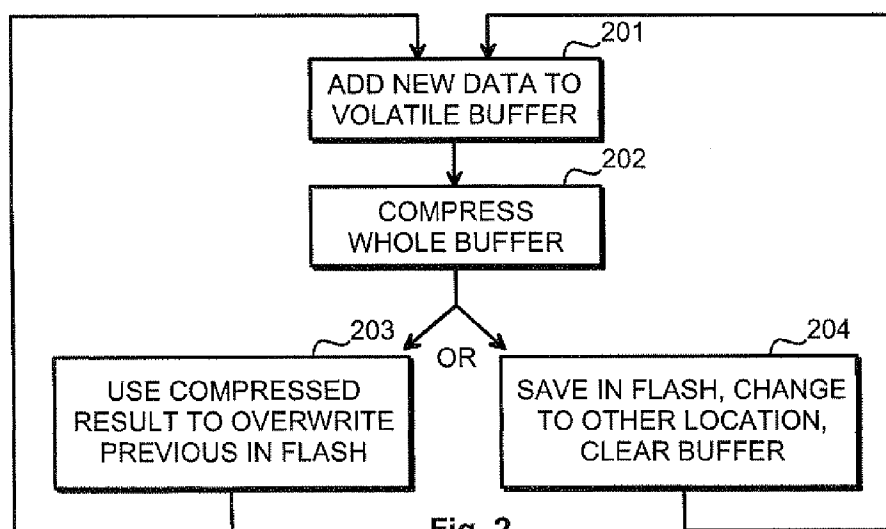 201
ADD NEW DATA TO
VOLATILE BUFFER
202
COMPRESS
WHOLE BUFFER
203
OR
204
USE COMPRESSED
RESULT TO OVERWRITE
PREVIOUS IN FLASH
SAVE IN FLASH, CHANGE
TO OTHER LOCATION,
CLEAR BUFFER
Fig. 2